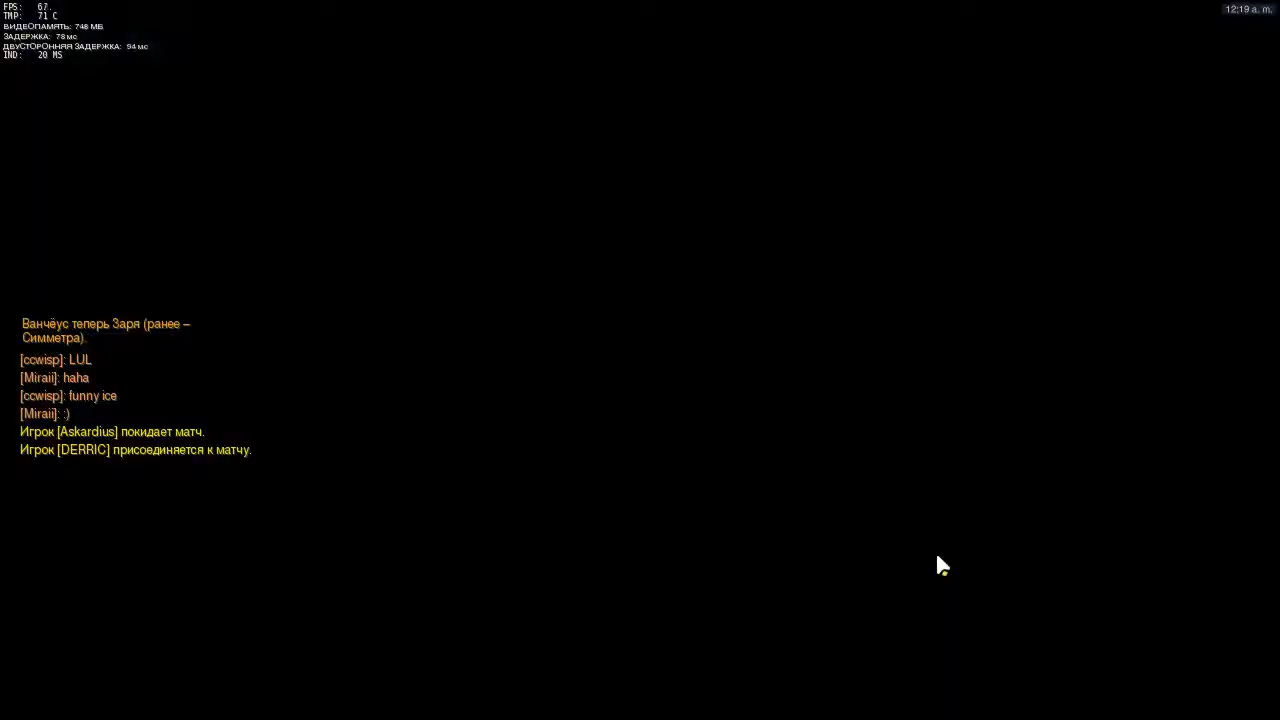 FPS: 67.
12:19 a. m.
TMP: 71 C
ВИДЕОПАМЯТЬ: 748 МБ
ЗАДЕРЖКА: 78 мс
ДВУСТОРОННЯЯ ЗАДЕРЖКА: 94 мс
IND: 20 MS
Ванчёус теперь Заря (ранее –
Симметра).
[ccwisp]: LUL
[Miraii]: haha
[ccwisp]: funny ice
[Miraii]: :)
Игрок [Askardius] покидает матч.
Игрок [DERRIC] присоединяется к матчу.